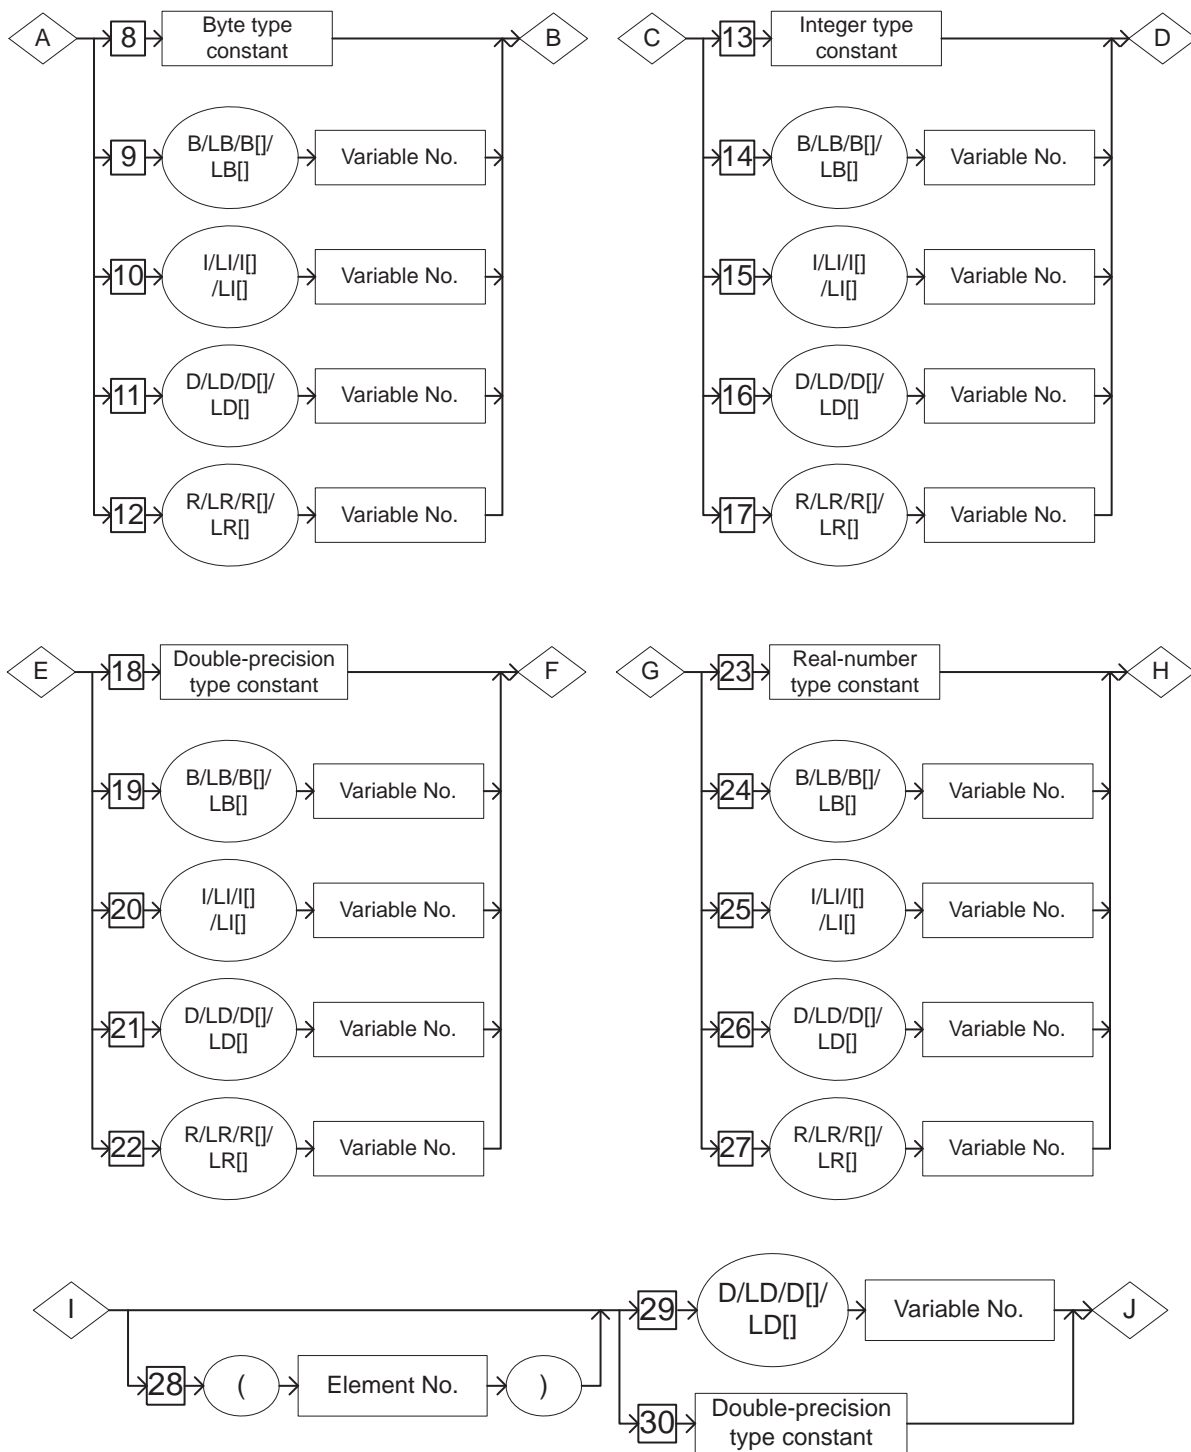 A
8
Byte type
constant
B
9
B/LB/B[]/
LB[]
Variable No.
10
I/LI/I[]
/LI[]
Variable No.
11
D/LD/D[]/
LD[]
Variable No.
12
R/LR/R[]/
LR[]
Variable No.
C
13
Integer type
constant
D
14
B/LB/B[]/
LB[]
Variable No.
15
I/LI/I[]
/LI[]
Variable No.
16
D/LD/D[]/
LD[]
Variable No.
17
R/LR/R[]/
LR[]
Variable No.
E
18
Double-precision
type constant
F
19
B/LB/B[]/
LB[]
Variable No.
20
I/LI/I[]
/LI[]
Variable No.
21
D/LD/D[]/
LD[]
Variable No.
22
R/LR/R[]/
LR[]
Variable No.
G
23
Real-number
type constant
H
24
B/LB/B[]/
LB[]
Variable No.
25
I/LI/I[]
/LI[]
Variable No.
26
D/LD/D[]/
LD[]
Variable No.
27
R/LR/R[]/
LR[]
Variable No.
I
28
(
Element No.
)
29
D/LD/D[]/
LD[]
Variable No.
J
30
Double-precision
type constant